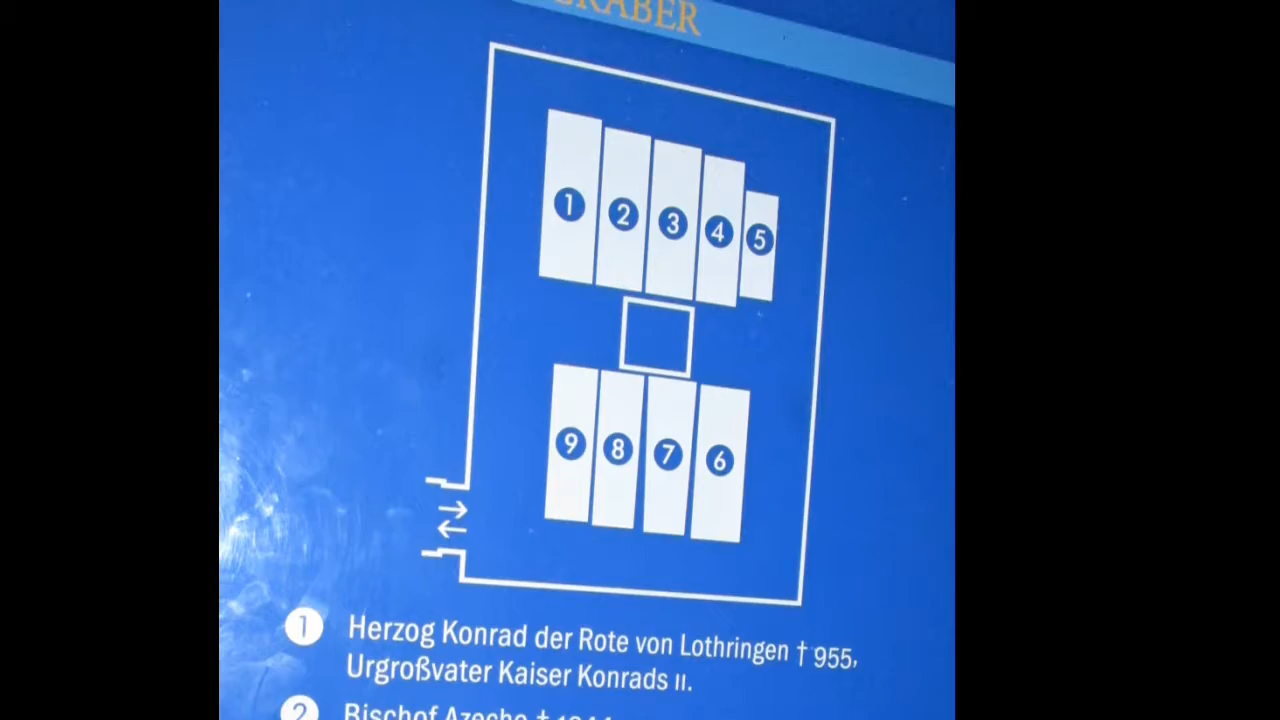 1 2 3 4 5
9 8 7 6
1 Herzog Konrad der Rote von Lothringen † 955,
Urgroßvater Kaiser Konrads II.
2 Bischof Azecho †